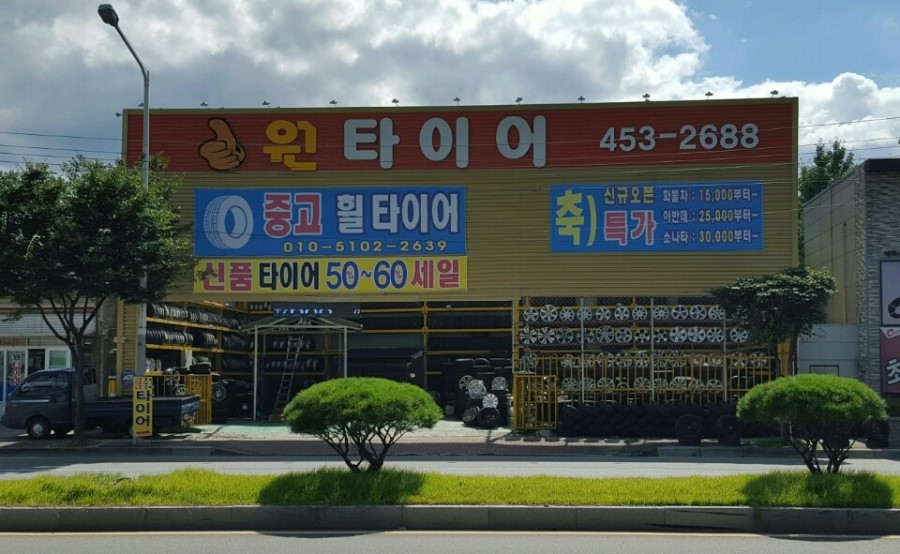 원 타이어 453-2688
중고 휠 타이어
010-5102-2639
신품 타이어 50~60 세일
축) 신규오픈 특가
화물차 : 15,000부터~
아반떼 : 25,000부터~
소나타 : 30,000부터~
타이어